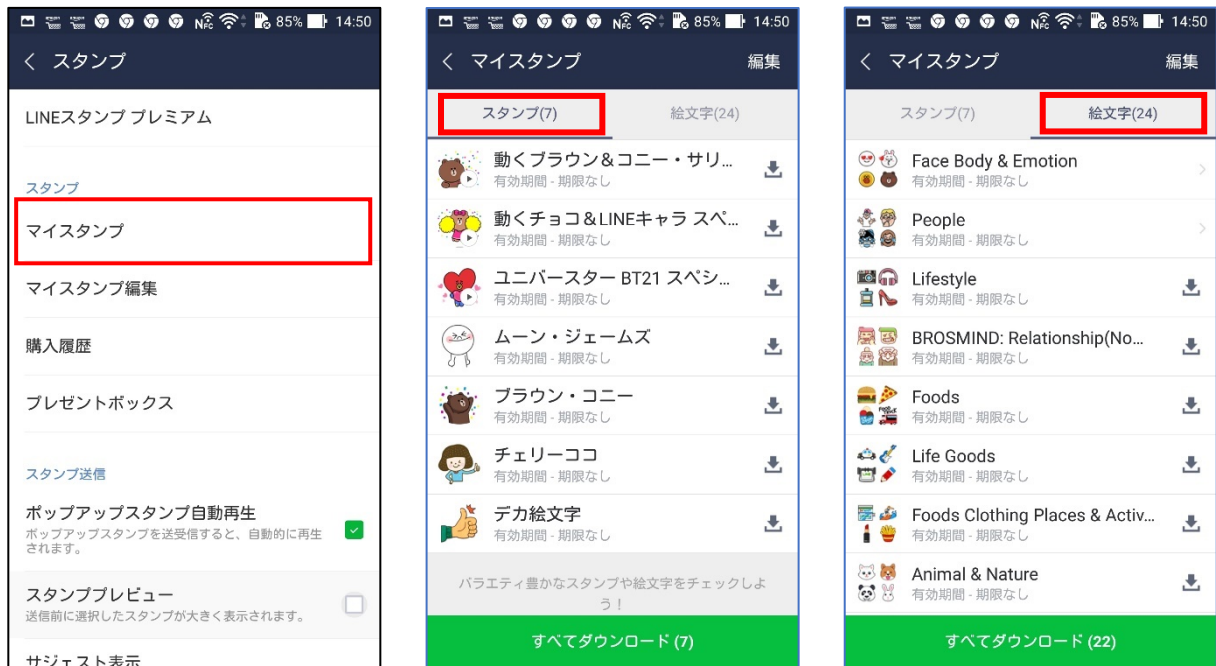 NFC 85% 14:50
スタンプ
LINEスタンプ プレミアム
スタンプ
マイスタンプ
マイスタンプ編集
購入履歴
プレゼントボックス
スタンプ送信
ポップアップスタンプ自動再生
ポップアップスタンプを送受信すると、自動的に再生
されます。
スタンププレビュー
送信前に選択したスタンプが大きく表示されます。
サジェスト表示
NFC 85% 14:50
マイスタンプ 編集
スタンプ(7) 絵文字(24)
動くブラウン＆コニー・サリ...
有効期間 - 期限なし
動くチョコ＆LINEキャラ スペ...
有効期間 - 期限なし
ユニバースター BT21 スペシ...
有効期間 - 期限なし
ムーン・ジェームズ
有効期間 - 期限なし
ブラウン・コニー
有効期間 - 期限なし
チェリーココ
有効期間 - 期限なし
デカ絵文字
有効期間 - 期限なし
バラエティ豊かなスタンプや絵文字をチェックしよ
う！
すべてダウンロード (7)
NFC 85% 14:50
マイスタンプ 編集
スタンプ(7) 絵文字(24)
Face Body & Emotion
有効期間 - 期限なし
People
有効期間 - 期限なし
Lifestyle
有効期間 - 期限なし
BROSMIND: Relationship(No...
有効期間 - 期限なし
Foods
有効期間 - 期限なし
Life Goods
有効期間 - 期限なし
Foods Clothing Places & Activ...
有効期間 - 期限なし
Animal & Nature
有効期間 - 期限なし
すべてダウンロード (22)